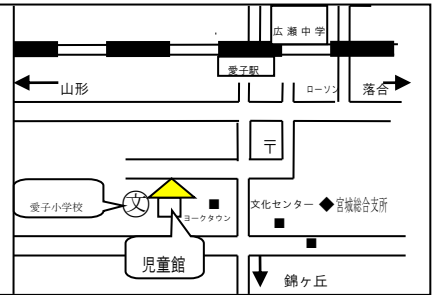 広瀬中学
愛子駅
山形
ローソン
落合
〒
愛子小学校
文
ヨークタウン
文化センター
宮城総合支所
児童館
錦ヶ丘